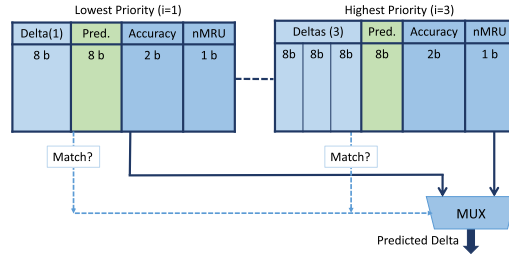 Lowest Priority (i=1)
Highest Priority (i=3)
Delta(1) Pred. Accuracy nMRU
8 b 8 b 2 b 1 b
Deltas (3) Pred. Accuracy nMRU
8b 8b 8b 8b 2b 1 b
Match?
Match?
MUX
Predicted Delta